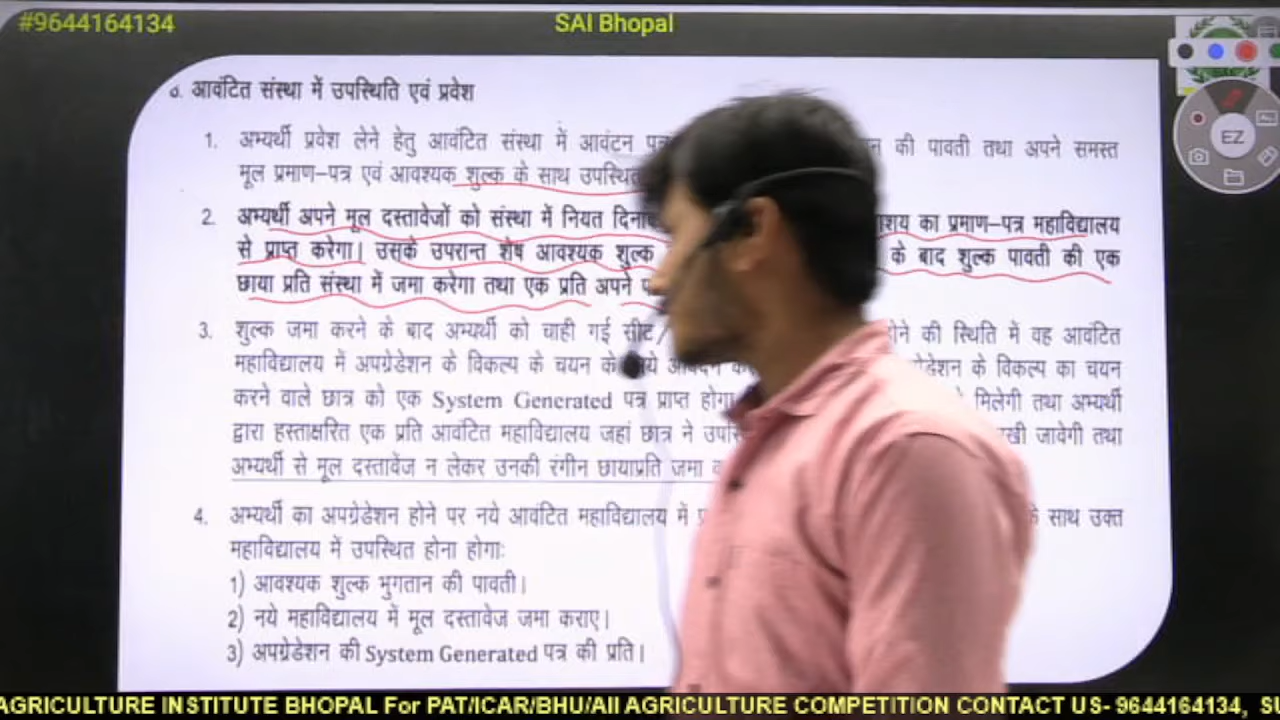 #9644164134
SAI Bhopal
आवंटित संस्था में उपस्थिति एवं प्रवेश
1. अभ्यर्थी प्रवेश लेने हेतु आवंटित संस्था में आवंटन की पावती तथा अपने समस्त
मूल प्रमाण–पत्र एवं आवश्यक शुल्क के साथ उपस्थित
2. अभ्यर्थी अपने मूल दस्तावेजों को संस्था में नियत का प्रमाण–पत्र महाविद्यालय
से प्राप्त करेगा। उसके उपरान्त शेष आवश्यक शुल्क के बाद शुल्क पावती की एक
छाया प्रति संस्था में जमा करेगा तथा एक प्रति अपने
3. शुल्क जमा करने के बाद अभ्यर्थी को चाही गई सीट होने की स्थिति में वह आवंटित
महाविद्यालय में अपग्रेडेशन के विकल्प के चयन के के विकल्प का चयन
करने वाले छात्र को एक System Generated पत्र प्राप्त होगा मिलेगी तथा अभ्यर्थी
द्वारा हस्ताक्षरित एक प्रति आवंटित महाविद्यालय जहां छात्र ने जावेगी तथा
अभ्यर्थी से मूल दस्तावेज न लेकर उनकी रंगीन छायाप्रति जमा
4. अभ्यर्थी का अपग्रेडेशन होने पर नये आवंटित महाविद्यालय में के साथ उक्त
महाविद्यालय में उपस्थित होना होगाः
1) आवश्यक शुल्क भुगतान की पावती।
2) नये महाविद्यालय में मूल दस्तावेज जमा कराए।
3) अपग्रेडेशन की System Generated पत्र की प्रति।
EZ
AGRICULTURE INSTITUTE BHOPAL For PAT/ICAR/BHU/All AGRICULTURE COMPETITION CONTACT US- 9644164134,